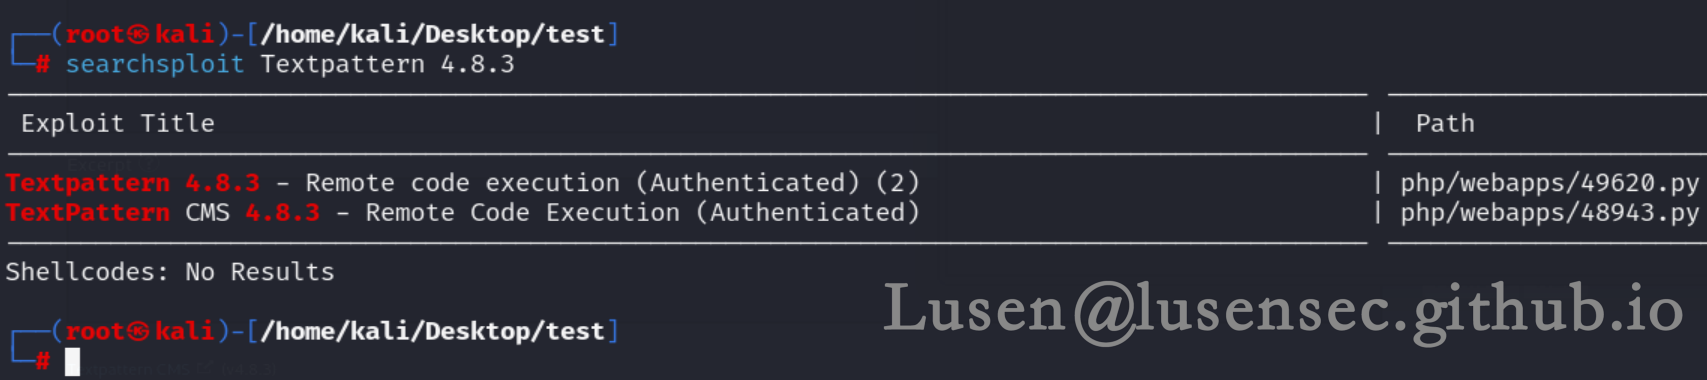 ┌──(root㉿kali)-[/home/kali/Desktop/test]
└─# searchsploit Textpattern 4.8.3
Exploit Title | Path
Textpattern 4.8.3 - Remote code execution (Authenticated) (2) | php/webapps/49620.py
TextPattern CMS 4.8.3 - Remote Code Execution (Authenticated) | php/webapps/48943.py
Shellcodes: No Results
Lusen@lusensec.github.io
┌──(root㉿kali)-[/home/kali/Desktop/test]
└─#